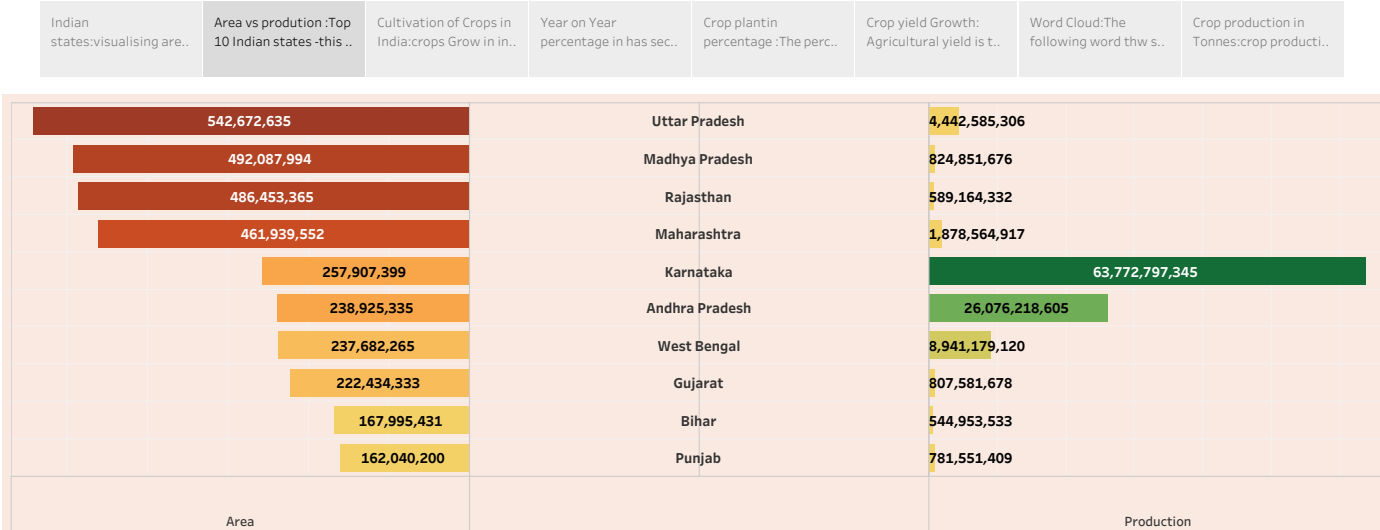 Indian
states:visualising are..
Area vs prodution :Top
10 Indian states -this ..
Cultivation of Crops in
India:crops Grow in in..
Year on Year
percentage in has sec..
Crop plantin
percentage :The perc..
Crop yield Growth:
Agricultural yield is t..
Word Cloud:The
following word thw s..
Crop production in
Tonnes:crop producti..
542,672,635 Uttar Pradesh 4,442,585,306
492,087,994 Madhya Pradesh 824,851,676
486,453,365 Rajasthan 589,164,332
461,939,552 Maharashtra 1,878,564,917
257,907,399 Karnataka 63,772,797,345
238,925,335 Andhra Pradesh 26,076,218,605
237,682,265 West Bengal 8,941,179,120
222,434,333 Gujarat 807,581,678
167,995,431 Bihar 544,953,533
162,040,200 Punjab 781,551,409
Area Production